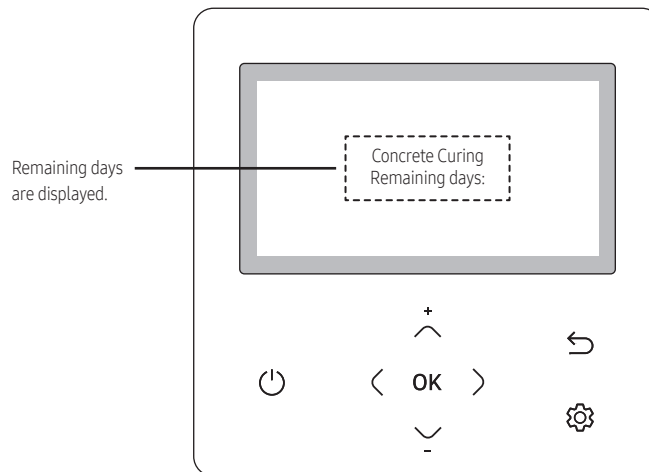 Remaining days
are displayed.
Concrete Curing
Remaining days:
+
OK
-